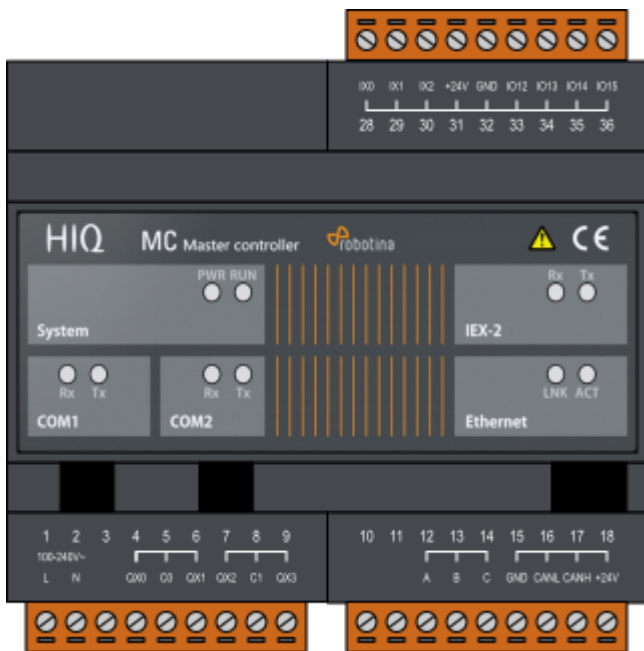 IX0 IX1 IX2 +24V GND IO12 IO13 IO14 IO15
28 29 30 31 32 33 34 35 36
HIQ MC Master controller robotina CE
PWR RUN
System
Rx Tx
IEX-2
Rx Tx
COM1
Rx Tx
COM2
LNK ACT
Ethernet
1 2 3 4 5 6 7 8 9
100-240V~
L N QX0 C0 QX1 QX2 C1 QX3
10 11 12 13 14 15 16 17 18
A B C GND CANL CANH +24V